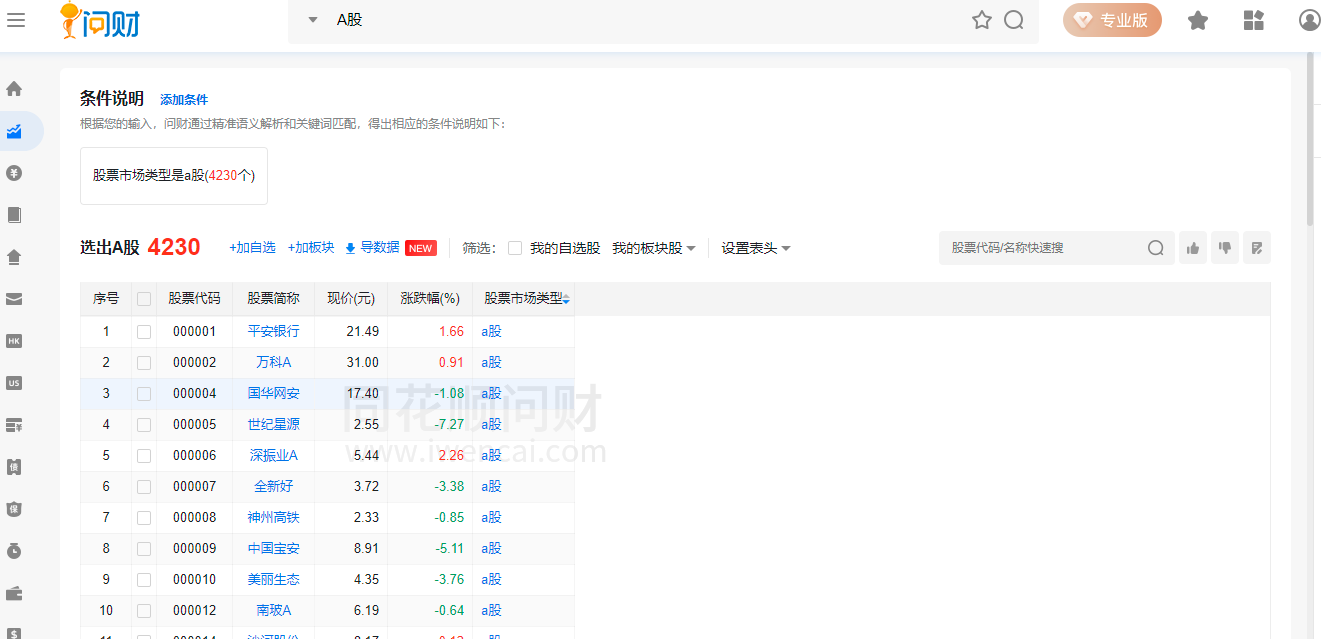 问财 A股 专业版
条件说明 添加条件
根据您的输入，问财通过精准语义解析和关键词匹配，得出相应的条件说明如下：
股票市场类型是a股(4230个)
选出A股 4230 +加自选 +加板块 导数据 NEW 筛选： 我的自选股 我的板块股 设置表头 股票代码/名称快速搜
序号 股票代码 股票简称 现价(元) 涨跌幅(%) 股票市场类型
1 000001 平安银行 21.49 1.66 a股
2 000002 万科A 31.00 0.91 a股
3 000004 国华网安 17.40 -1.08 a股
4 000005 世纪星源 2.55 -7.27 a股
5 000006 深振业A 5.44 2.26 a股
6 000007 全新好 3.72 -3.38 a股
7 000008 神州高铁 2.33 -0.85 a股
8 000009 中国宝安 8.91 -5.11 a股
9 000010 美丽生态 4.35 -3.76 a股
10 000012 南玻A 6.19 -0.64 a股
同花顺问财
www.iwencai.com
HK
US
债
保